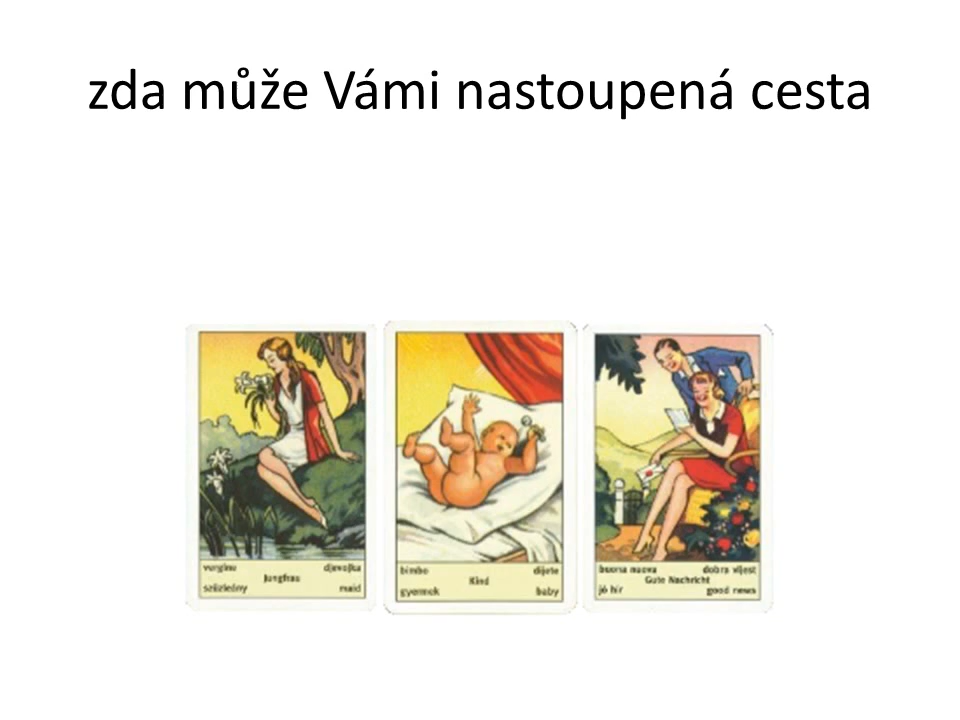 zda může Vámi nastoupená cesta
vergine djevojka
Jungfrau
szűzleány maid
bimbo dijete
Kind
gyermek baby
buona nuova dobra vijest
Gute Nachricht
jó hír good news